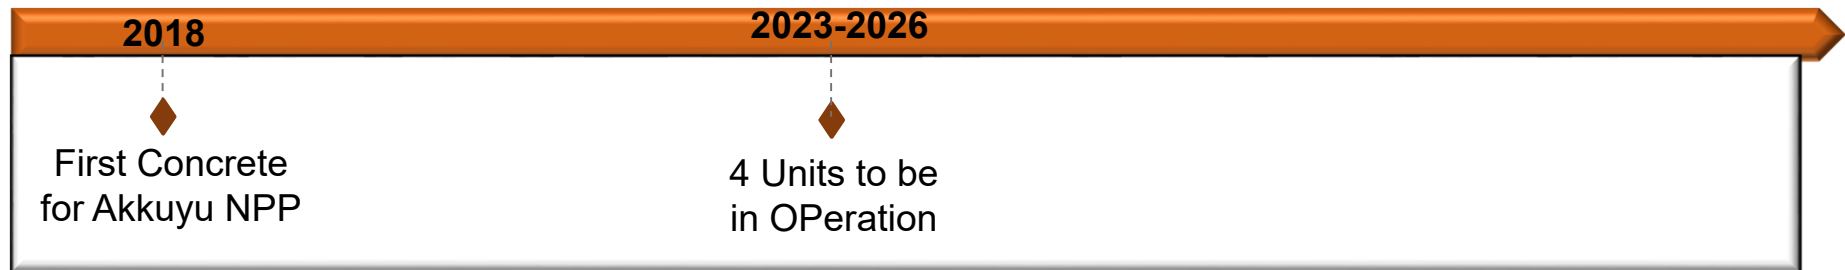 2018
2023-2026
First Concrete
for Akkuyu NPP
4 Units to be
in OPeration